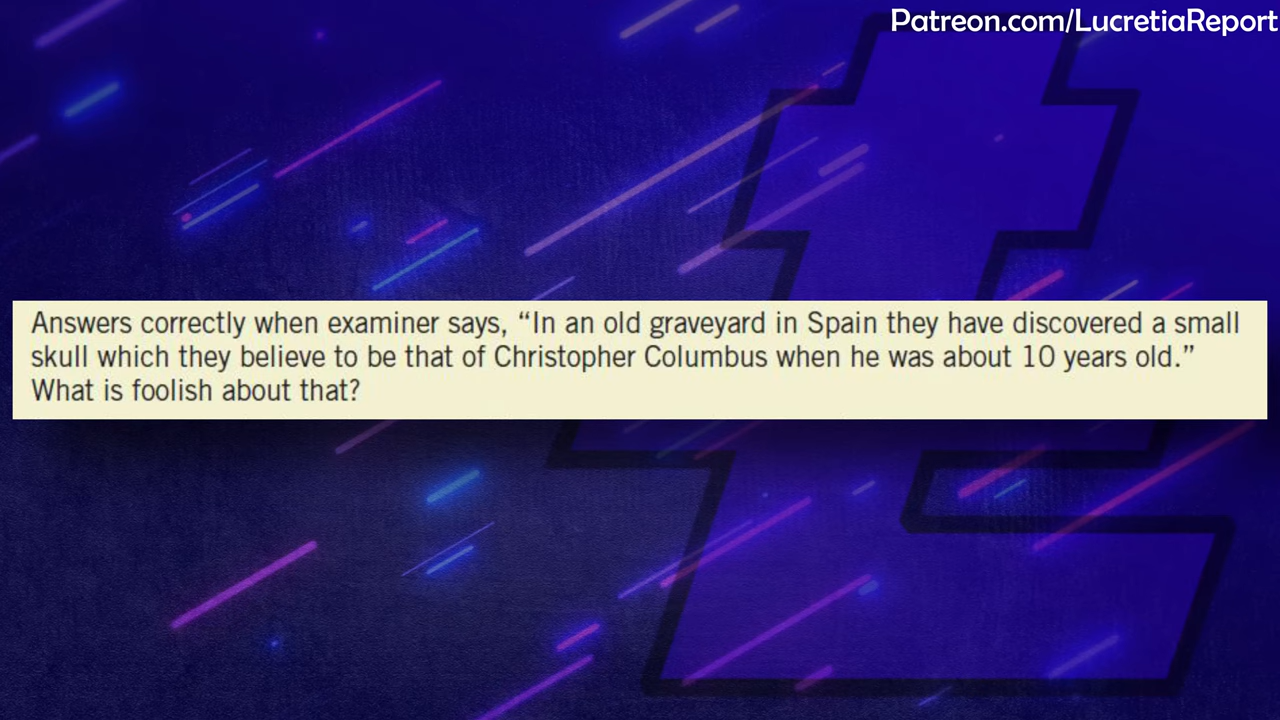 Patreon.com/LucretiaReport
Answers correctly when examiner says, “In an old graveyard in Spain they have discovered a small
skull which they believe to be that of Christopher Columbus when he was about 10 years old.”
What is foolish about that?